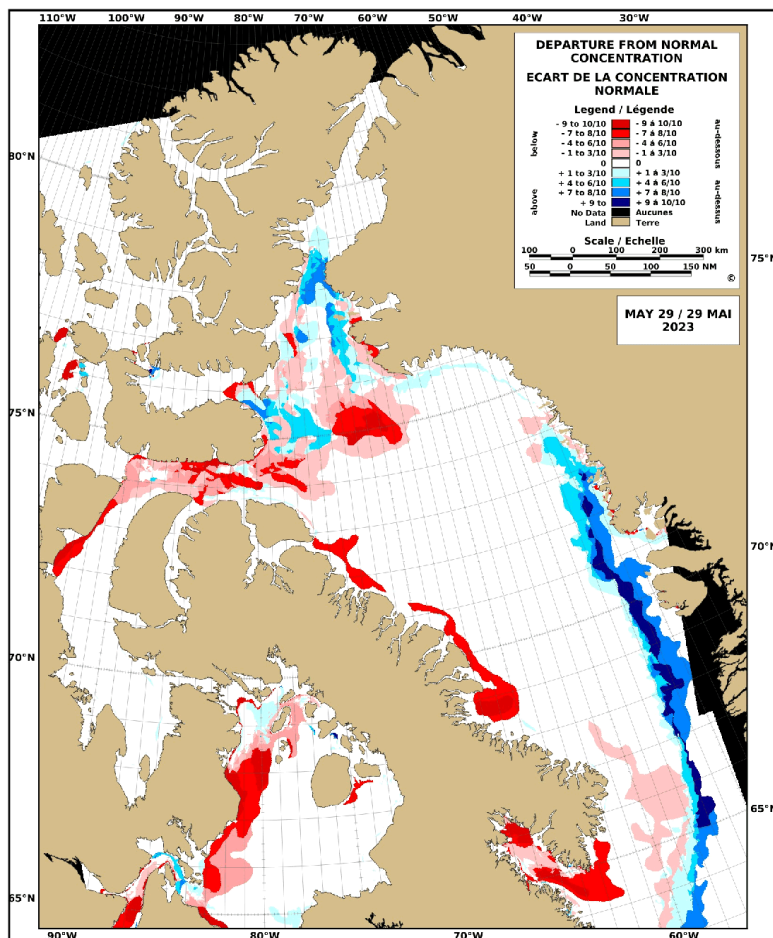 110°W 100°W 90°W 80°W 70°W 60°W 50°W 40°W 30°W
DEPARTURE FROM NORMAL
CONCENTRATION
ECART DE LA CONCENTRATION
NORMALE
Legend / Légende
- 9 to 10/10 - 9 à 10/10
- 7 to 8/10 - 7 à 8/10
- 4 to 6/10 - 4 à 6/10
- 1 to 3/10 - 1 à 3/10
0 0
+ 1 to 3/10 + 1 à 3/10
+ 4 to 6/10 + 4 à 6/10
+ 7 to 8/10 + 7 à 8/10
+ 9 to + 9 à 10/10
No Data Aucunes
Land Terre
below
above
au-dessous
au-dessus
Scale / Echelle
100 0 100 200 300 km
50 0 50 100 150 NM
©
MAY 29 / 29 MAI
2023
80°N
75°N
75°N
70°N
70°N
65°N
65°N
90°W 80°W 70°W 60°W